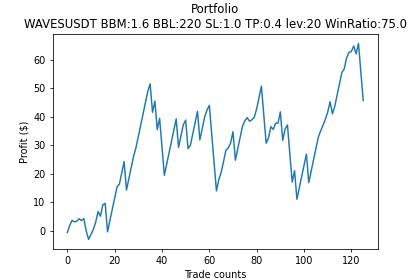 Portfolio
WAVESUSDT BBM:1.6 BBL:220 SL:1.0 TP:0.4 lev:20 WinRatio:75.0
Profit ($)
60
50
40
30
20
10
0
0 20 40 60 80 100 120
Trade counts